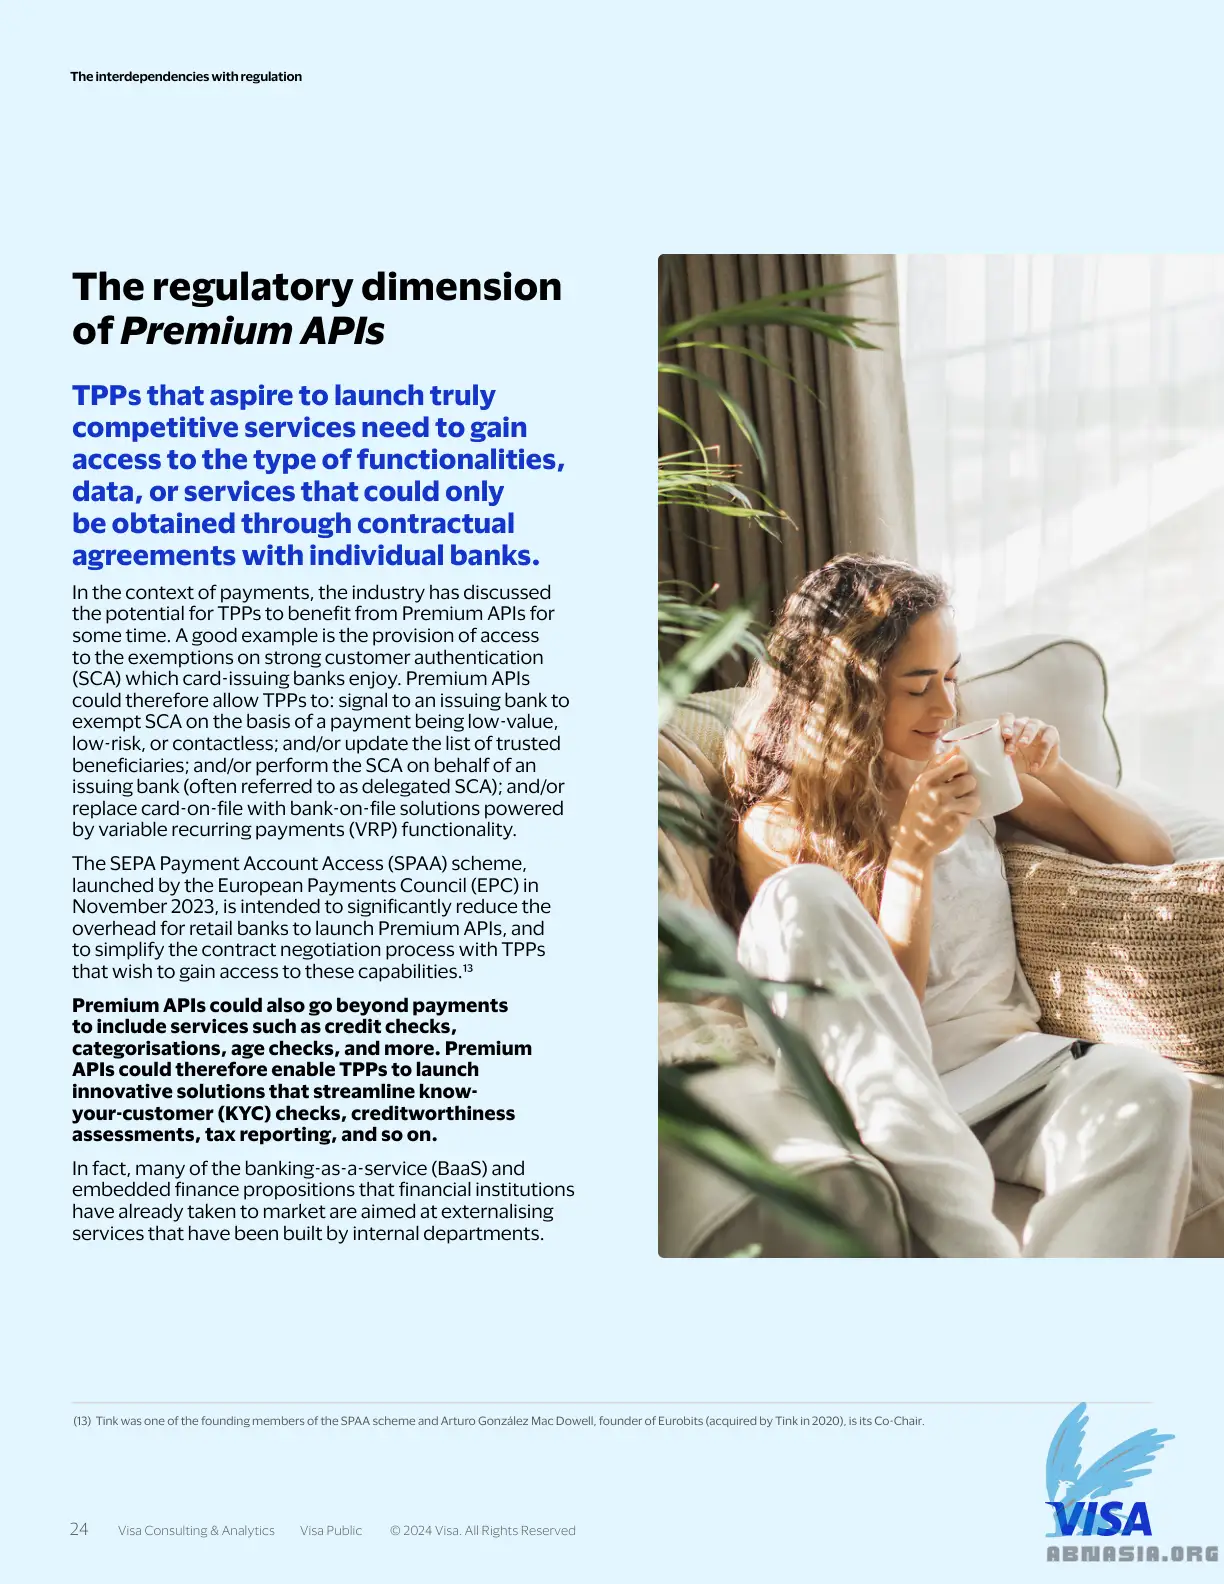 The interdependencies with regulation
The regulatory dimension
of Premium APIs
TPPs that aspire to launch truly
competitive services need to gain
access to the type of functionalities,
data, or services that could only
be obtained through contractual
agreements with individual banks.
In the context of payments, the industry has discussed
the potential for TPPs to benefit from Premium APIs for
some time. A good example is the provision of access
to the exemptions on strong customer authentication
(SCA) which card-issuing banks enjoy. Premium APIs
could therefore allow TPPs to: signal to an issuing bank to
exempt SCA on the basis of a payment being low-value,
low-risk, or contactless; and/or update the list of trusted
beneficiaries; and/or perform the SCA on behalf of an
issuing bank (often referred to as delegated SCA); and/or
replace card-on-file with bank-on-file solutions powered
by variable recurring payments (VRP) functionality.
The SEPA Payment Account Access (SPAA) scheme,
launched by the European Payments Council (EPC) in
November 2023, is intended to significantly reduce the
overhead for retail banks to launch Premium APIs, and
to simplify the contract negotiation process with TPPs
that wish to gain access to these capabilities.¹³
Premium APIs could also go beyond payments
to include services such as credit checks,
categorisations, age checks, and more. Premium
APIs could therefore enable TPPs to launch
innovative solutions that streamline know-
your-customer (KYC) checks, creditworthiness
assessments, tax reporting, and so on.
In fact, many of the banking-as-a-service (BaaS) and
embedded finance propositions that financial institutions
have already taken to market are aimed at externalising
services that have been built by internal departments.
(13) Tink was one of the founding members of the SPAA scheme and Arturo González Mac Dowell, founder of Eurobits (acquired by Tink in 2020), is its Co-Chair.
24 Visa Consulting & Analytics Visa Public © 2024 Visa. All Rights Reserved
VISA
ABNASIA.ORG